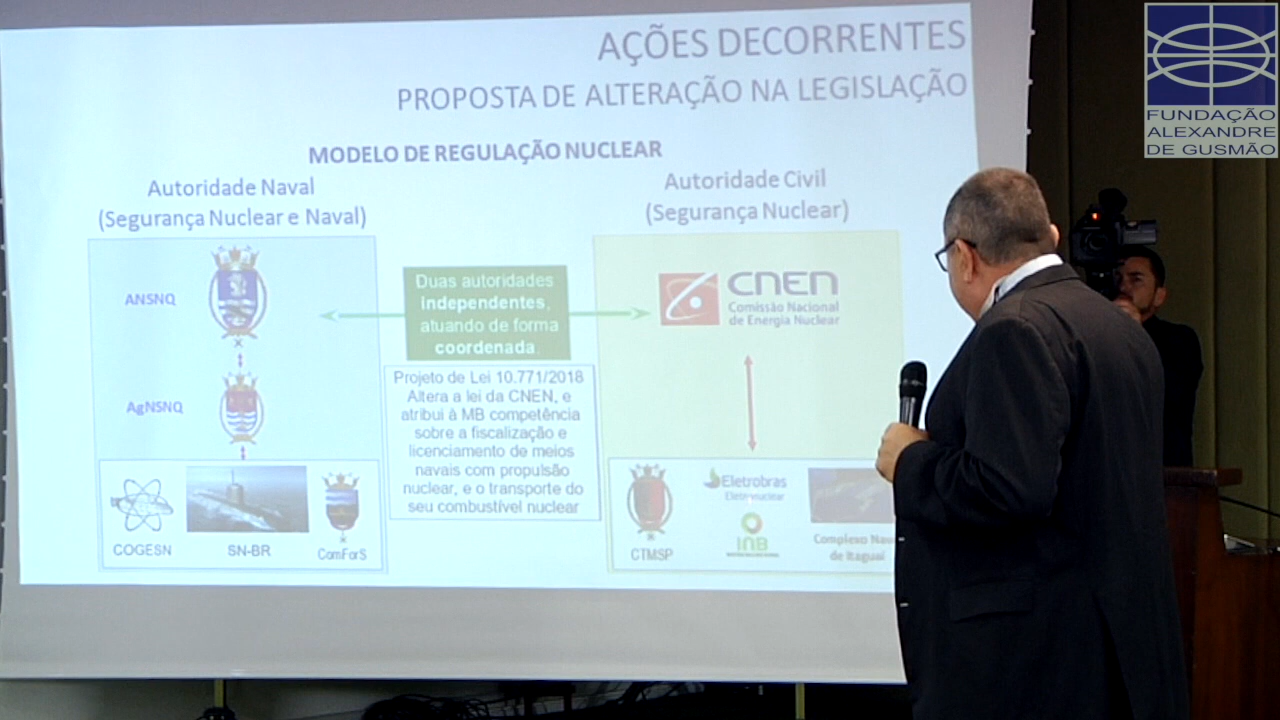 AÇÕES DECORRENTES
PROPOSTA DE ALTERAÇÃO NA LEGISLAÇÃO
MODELO DE REGULAÇÃO NUCLEAR
Autoridade Naval
(Segurança Nuclear e Naval)
Autoridade Civil
(Segurança Nuclear)
ANSNQ
AgNSNQ
Duas autoridades
independentes,
atuando de forma
coordenada.
CNEN
Comissão Nacional
de Energia Nuclear
Projeto de Lei 10.771/2018
Altera a lei da CNEN, e
atribui à MB competência
sobre a fiscalização e
licenciamento de meios
navais com propulsão
nuclear, e o transporte do
seu combustível nuclear
COGESN
SN-BR
ComForS
CTMSP
Eletrobras
Eletronuclear
INB
Complexo Nav
de Itaguaí
FUNDAÇÃO
ALEXANDRE
DE GUSMÃO